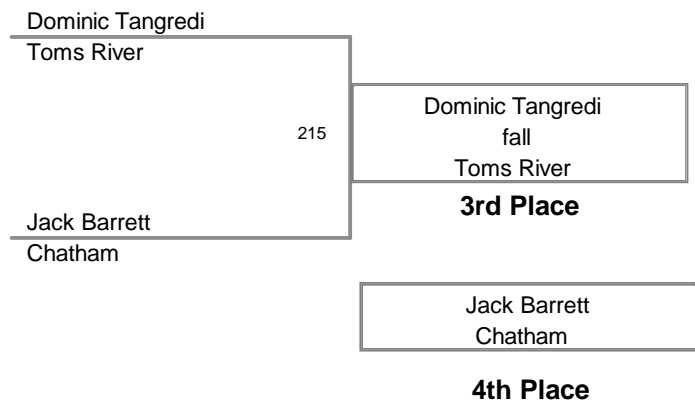 Dominic Tangredi
Toms River
215
Dominic Tangredi
fall
Toms River
3rd Place
Jack Barrett
Chatham
Jack Barrett
Chatham
4th Place